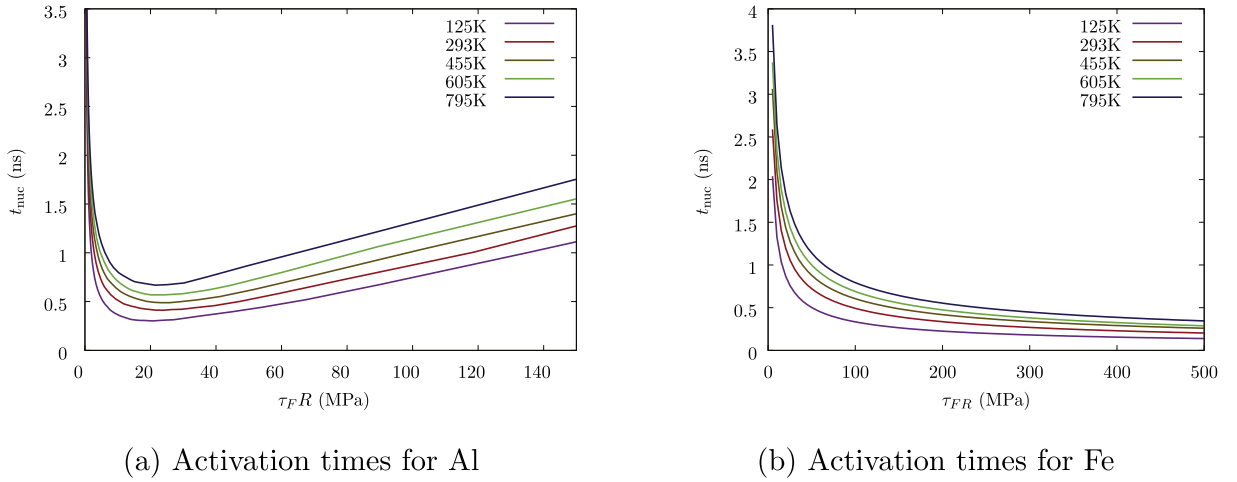 3.5
3
2.5
2
1.5
1
0.5
0
t_nuc (ns)
125K
293K
455K
605K
795K
0 20 40 60 80 100 120 140
τ_F R (MPa)
(a) Activation times for Al
4
3.5
3
2.5
2
1.5
1
0.5
0
t_nuc (ns)
125K
293K
455K
605K
795K
0 100 200 300 400 500
τ_FR (MPa)
(b) Activation times for Fe